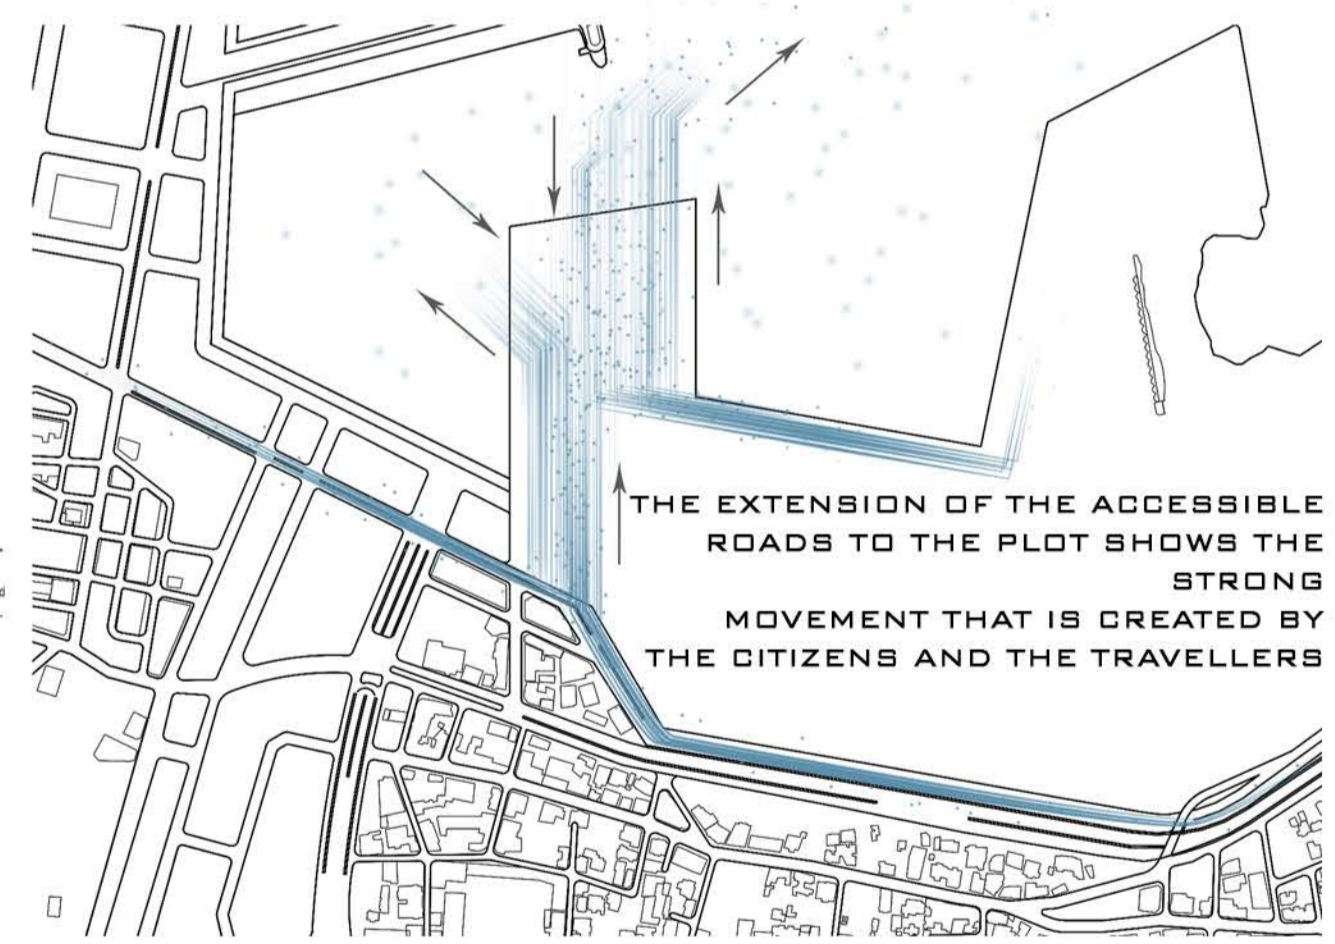 THE EXTENSION OF THE ACCESSIBLE
ROADS TO THE PLOT SHOWS THE
STRONG
MOVEMENT THAT IS CREATED BY
THE CITIZENS AND THE TRAVELLERS